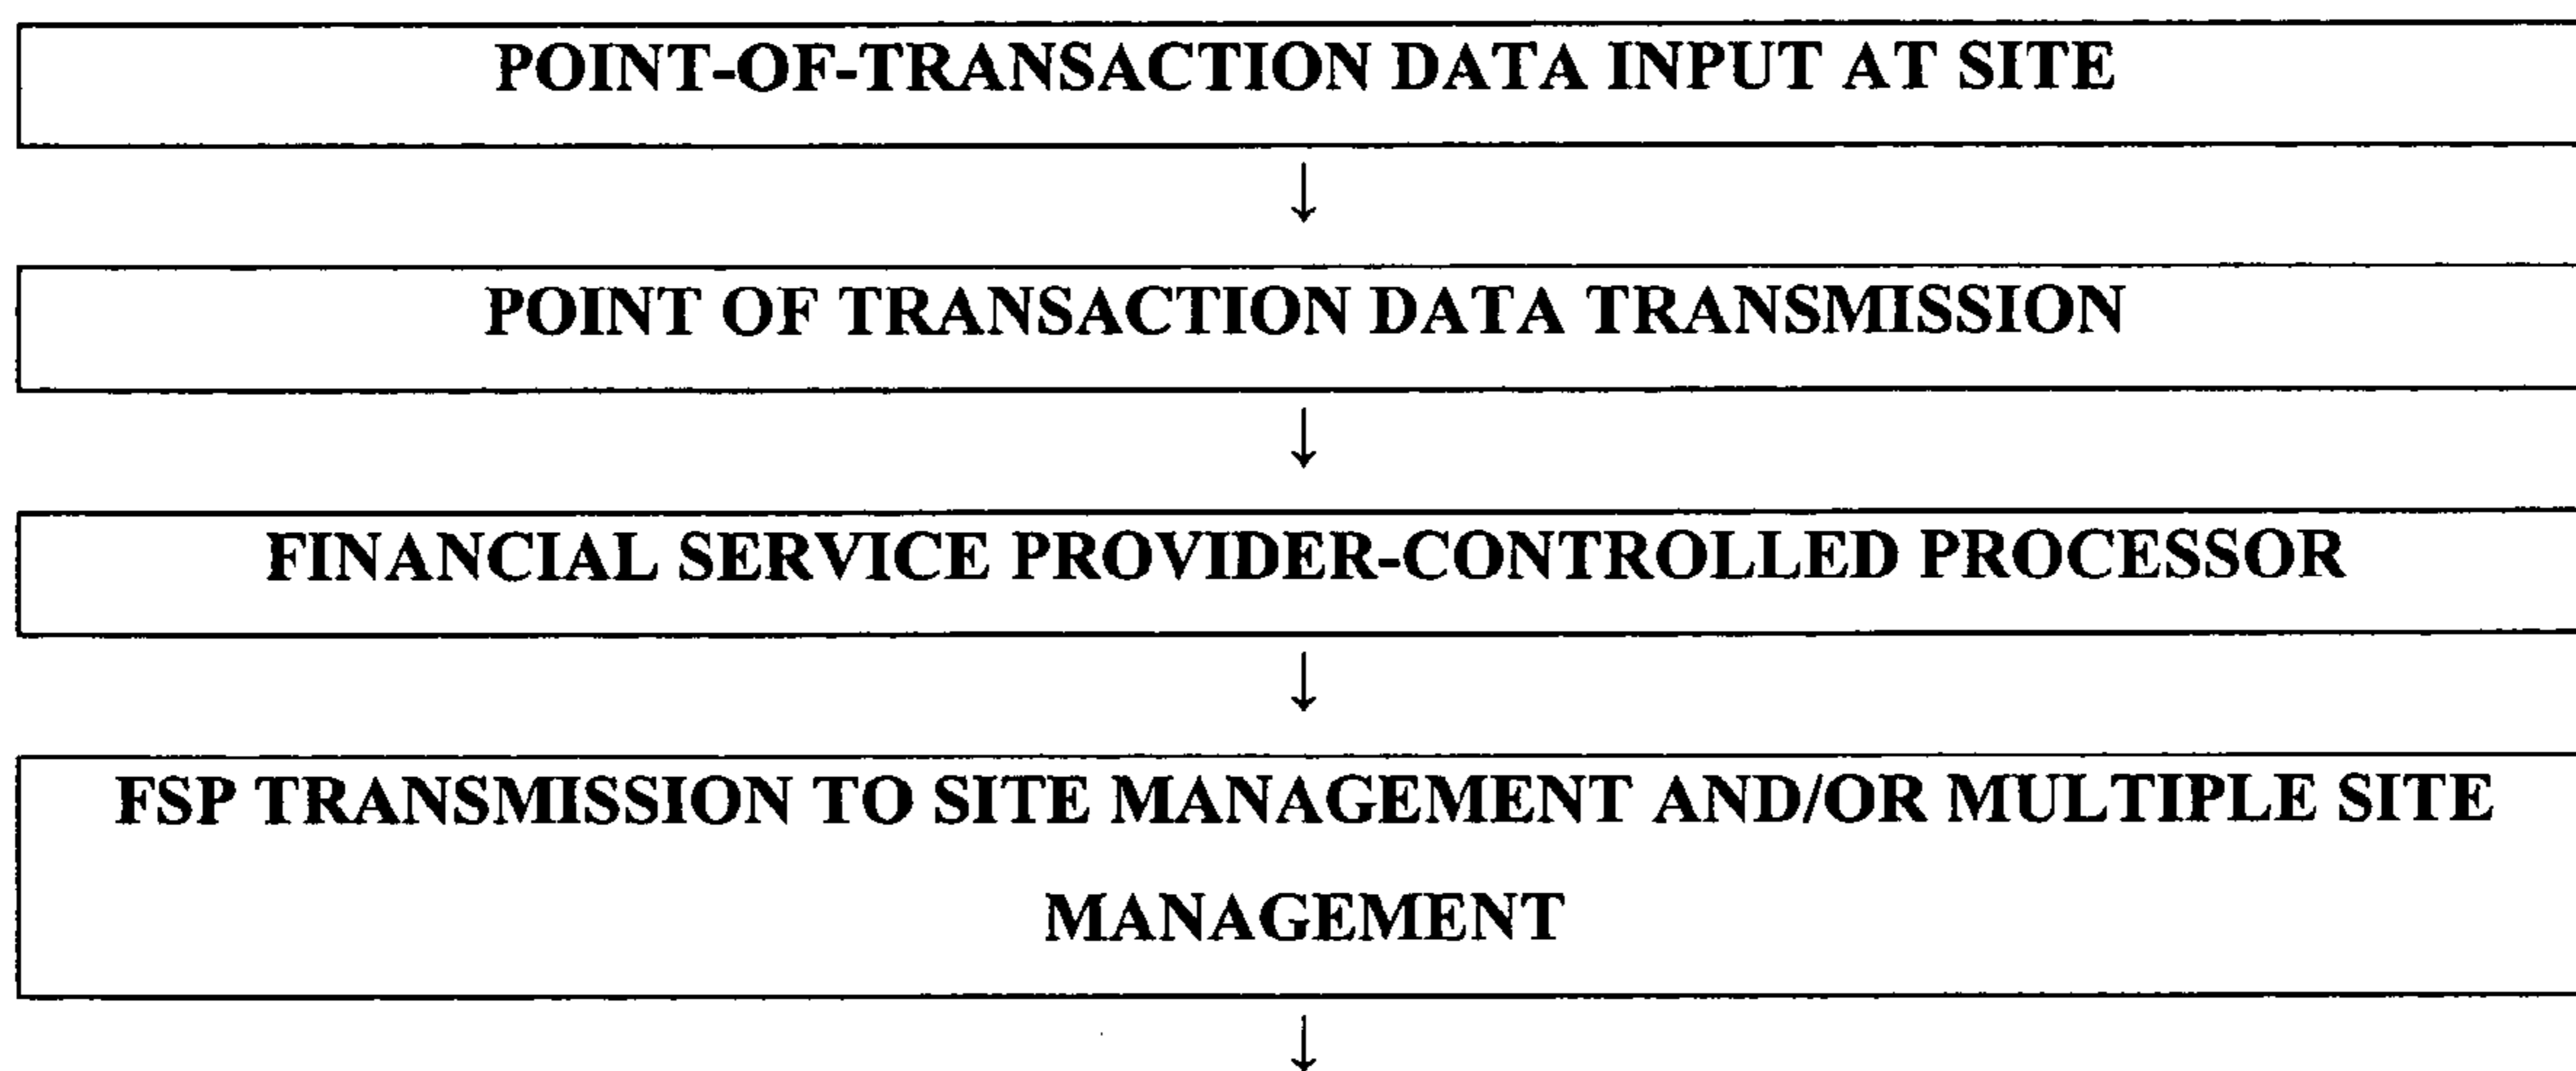 POINT-OF-TRANSACTION DATA INPUT AT SITE
POINT OF TRANSACTION DATA TRANSMISSION
FINANCIAL SERVICE PROVIDER-CONTROLLED PROCESSOR
FSP TRANSMISSION TO SITE MANAGEMENT AND/OR MULTIPLE SITE
MANAGEMENT